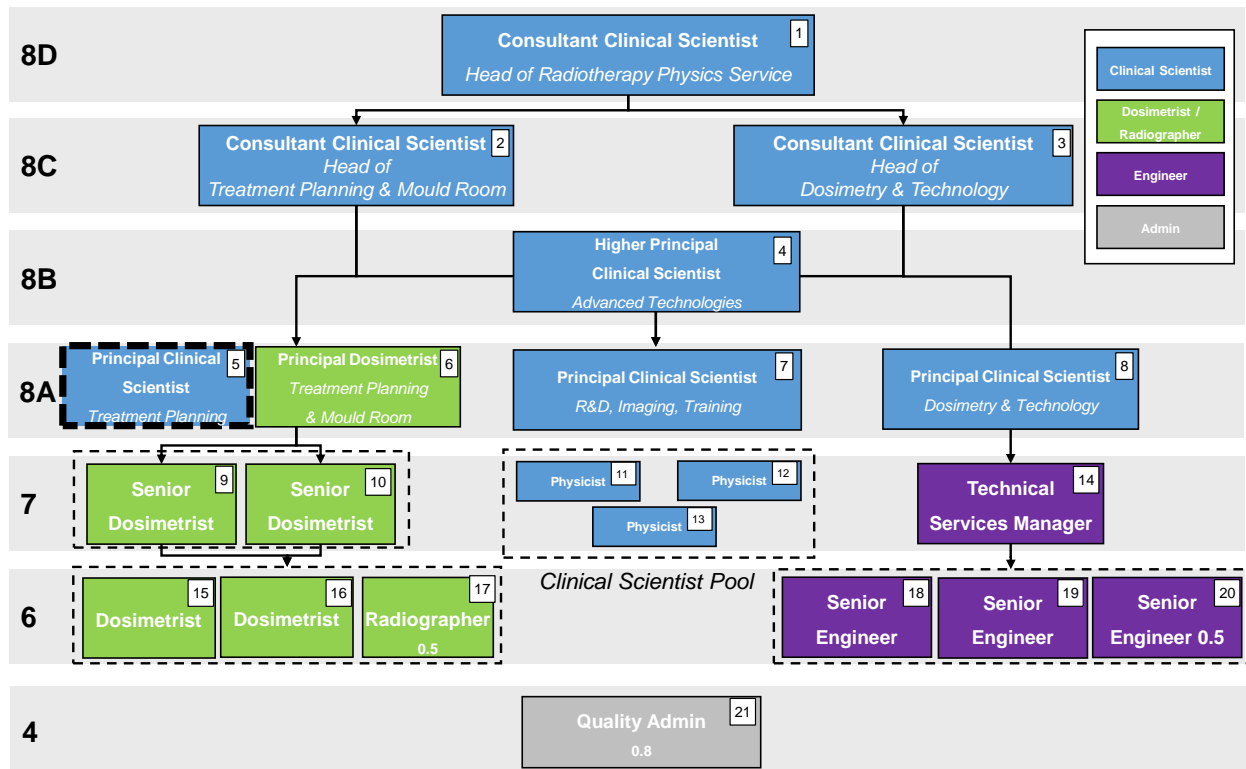 8D
Consultant Clinical Scientist
1
Head of Radiotherapy Physics Service
Clinical Scientist
Dosimetrist /
Radiographer
Engineer
Admin
8C
Consultant Clinical Scientist
2
Head of
Treatment Planning & Mould Room
Consultant Clinical Scientist
3
Head of
Dosimetry & Technology
8B
Higher Principal
4
Clinical Scientist
Advanced Technologies
8A
Principal Clinical
5
Scientist
Treatment Planning
Principal Dosimetrist
6
Treatment Planning
& Mould Room
Principal Clinical Scientist
7
R&D, Imaging, Training
Principal Clinical Scientist
8
Dosimetry & Technology
7
Senior
9
Dosimetrist
Senior
10
Dosimetrist
Physicist
11
Physicist
12
Physicist
13
Technical
14
Services Manager
6
Dosimetrist
15
Dosimetrist
16
Radiographer
17
0.5
Clinical Scientist Pool
Senior
18
Engineer
Senior
19
Engineer
Senior
20
Engineer 0.5
4
Quality Admin
21
0.8